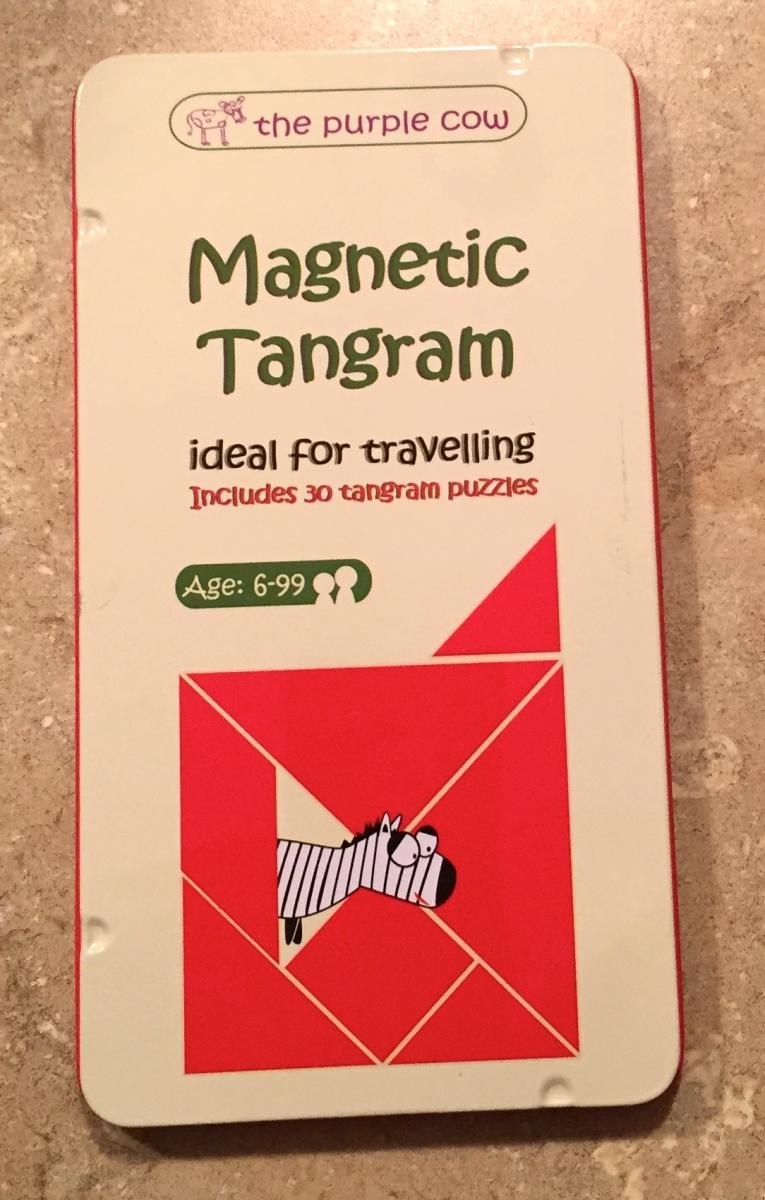 the purple cow
Magnetic
Tangram
ideal for travelling
Includes 30 tangram puzzles
Age: 6-99